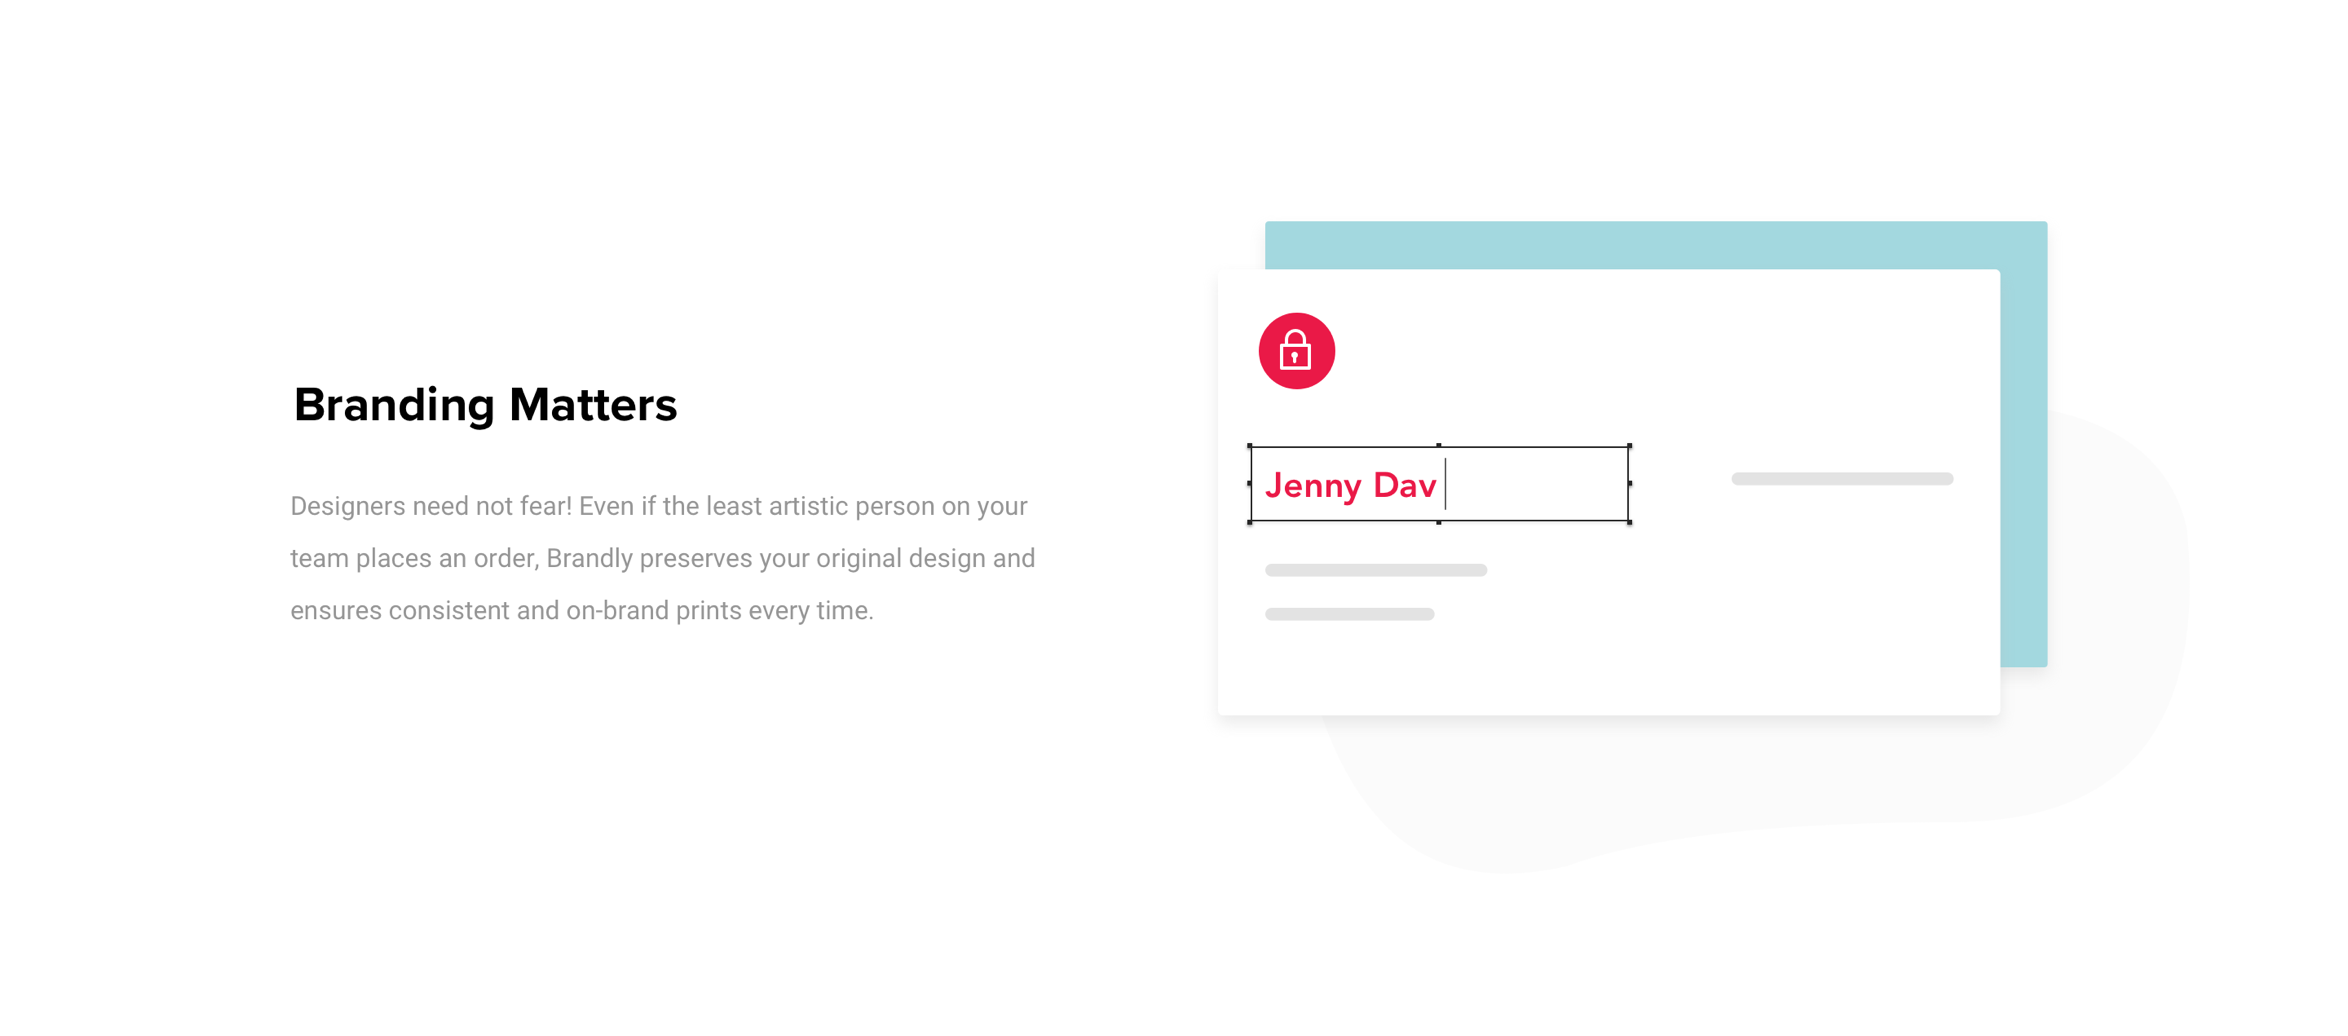 Branding Matters
Designers need not fear! Even if the least artistic person on your
team places an order, Brandly preserves your original design and
ensures consistent and on-brand prints every time.
Jenny Dav